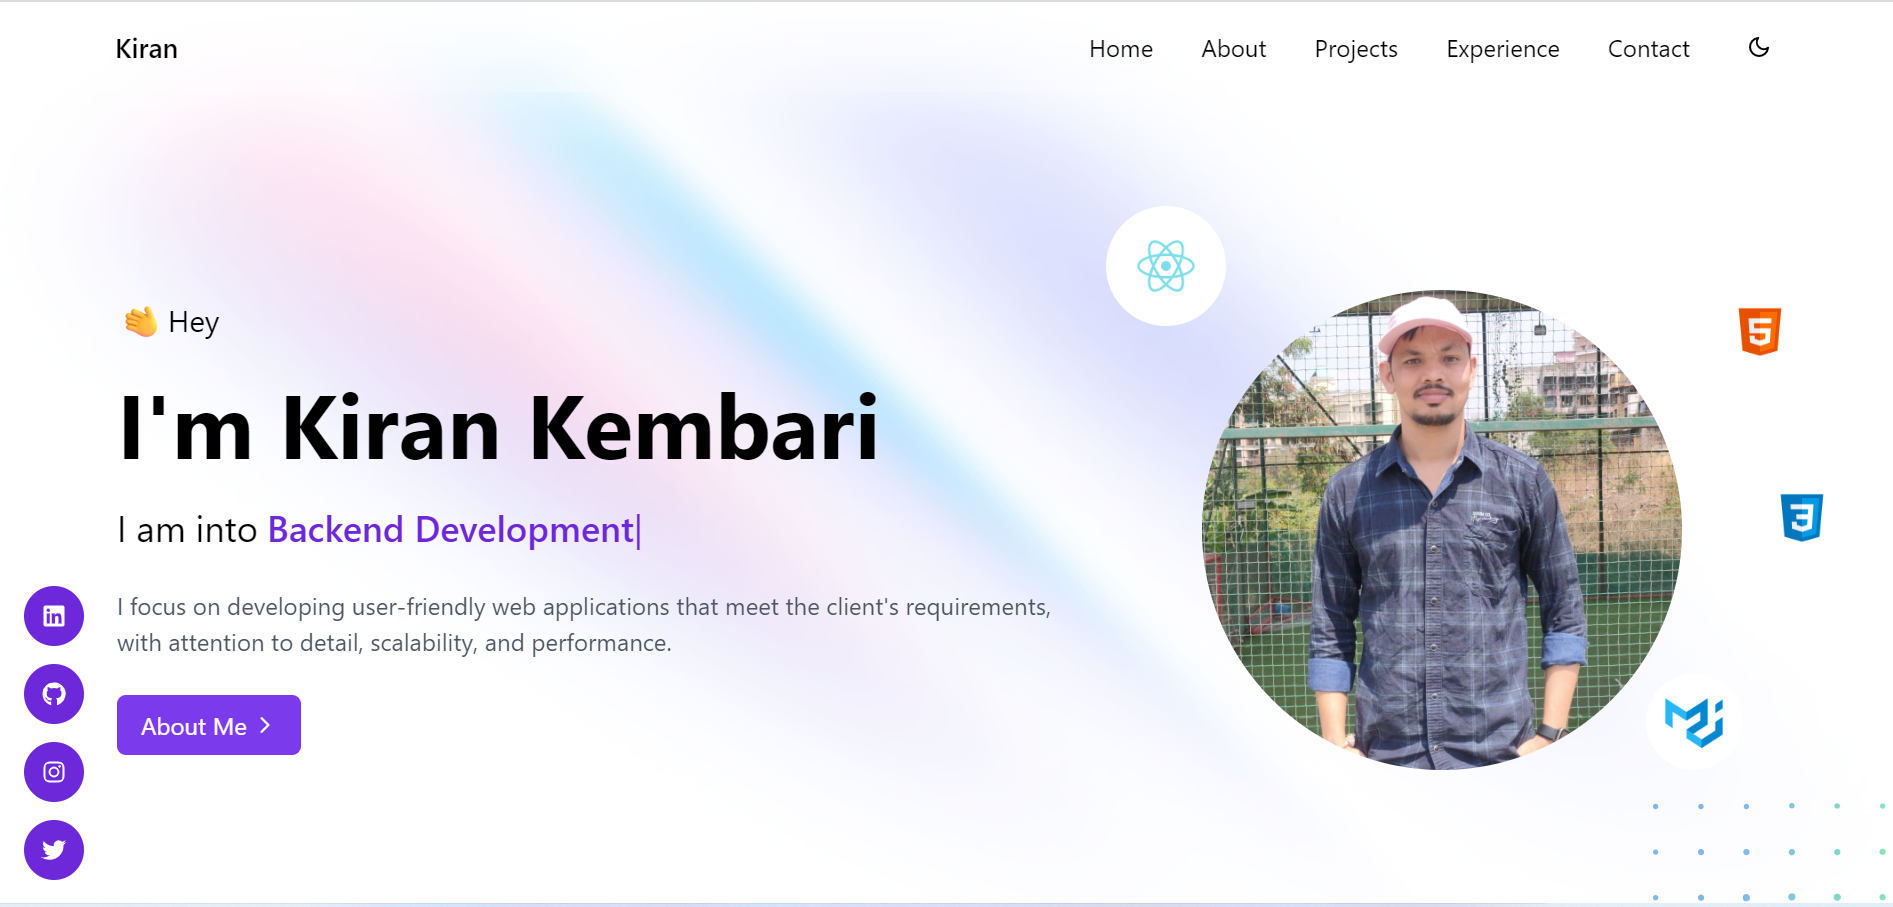 Kiran
Home About Projects Experience Contact
👋 Hey
I'm Kiran Kembari
I am into Backend Development|
I focus on developing user-friendly web applications that meet the client's requirements,
with attention to detail, scalability, and performance.
About Me
5
3